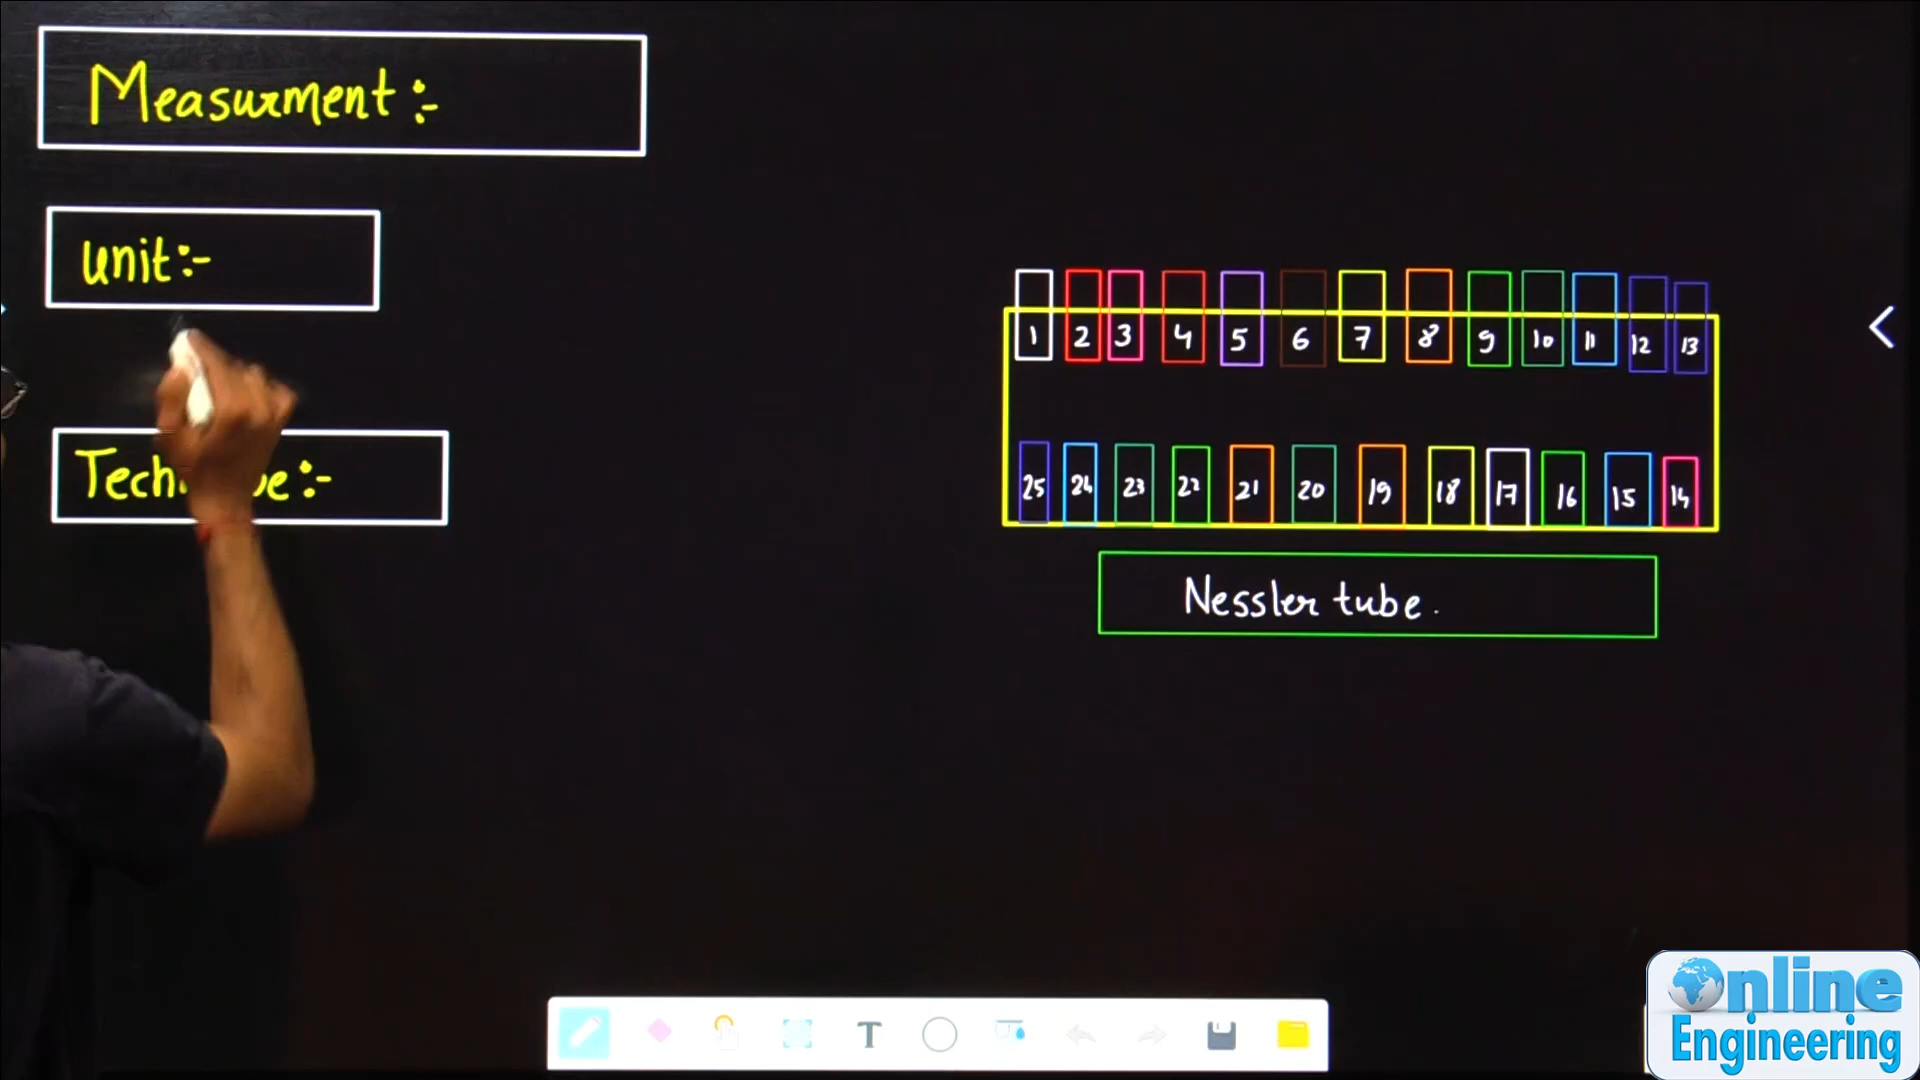 Measurment:-
unit:-
1 2 3 4 5 6 7 8 9 10 11 12 13
25 24 23 22 21 20 19 18 17 16 15 14
Nessler tube.
T
Online
Engineering